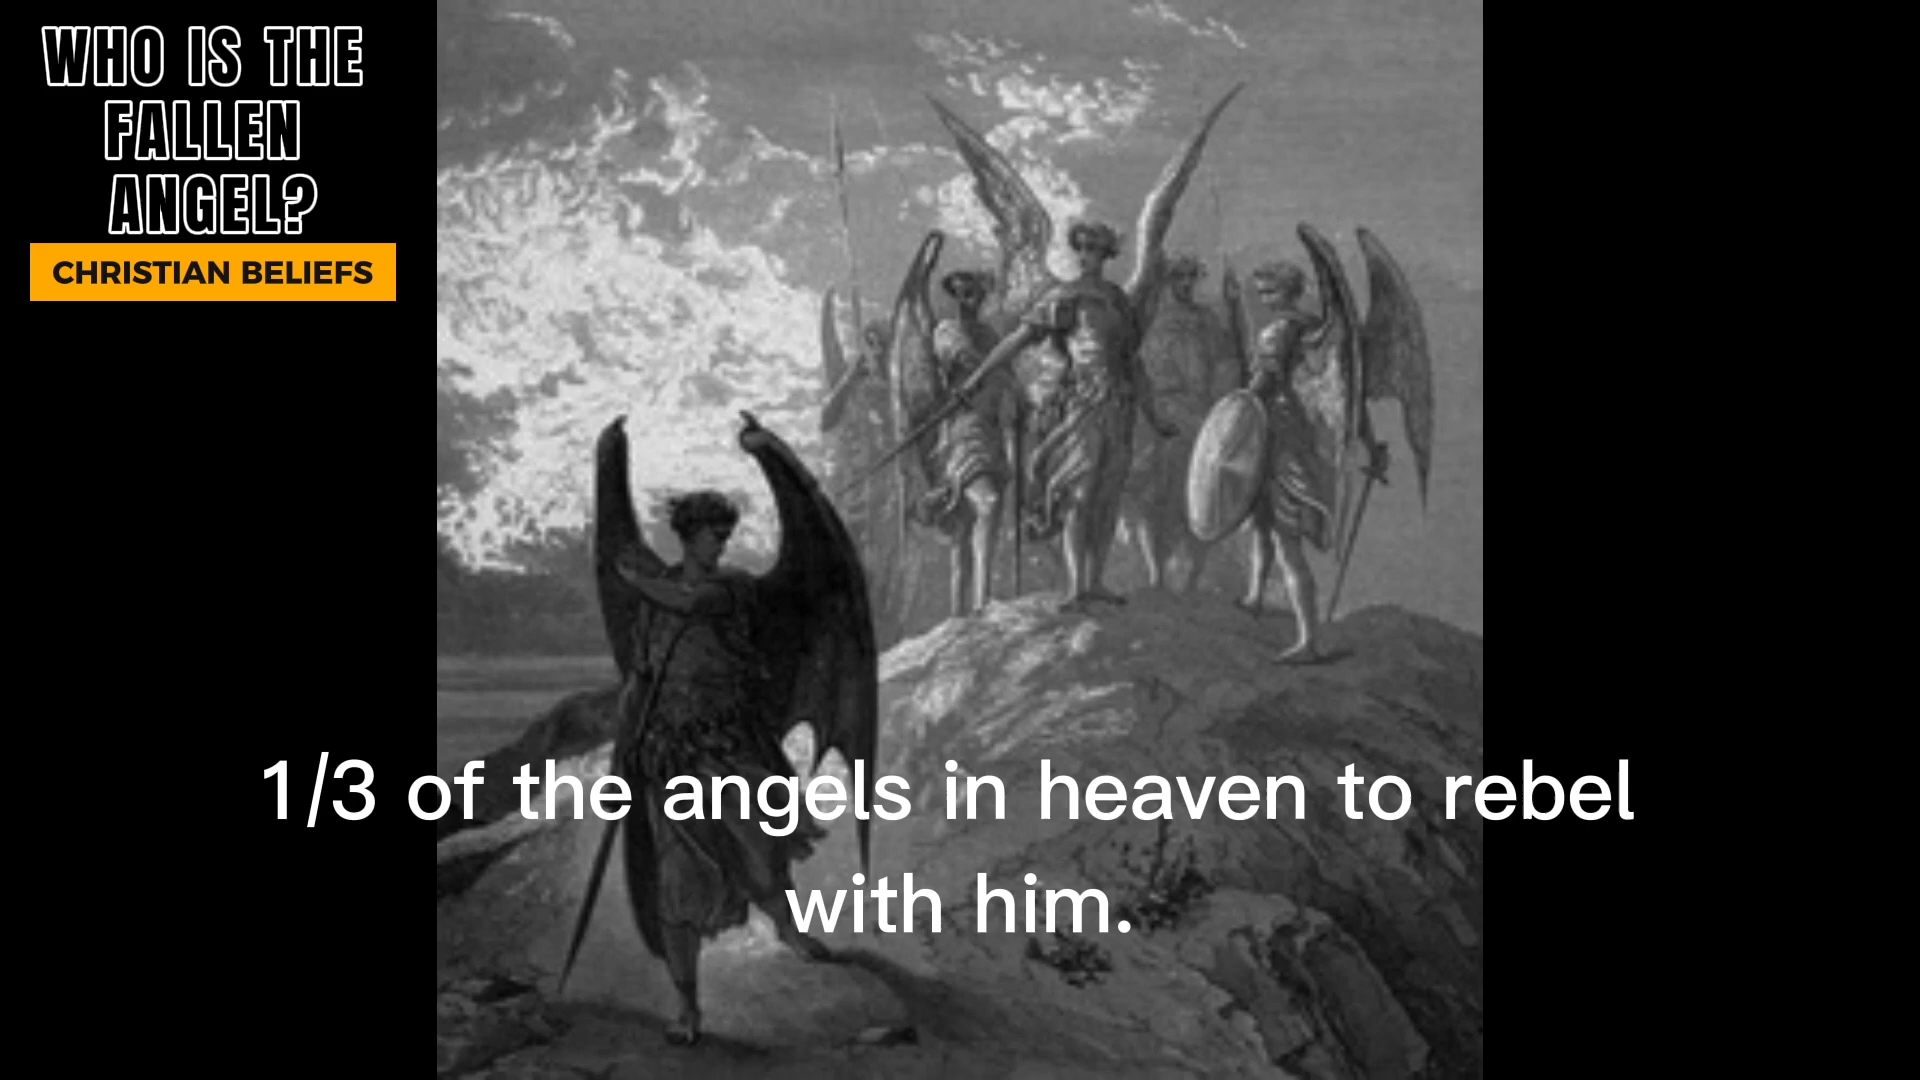 WHO IS THE
FALLEN
ANGEL?
CHRISTIAN BELIEFS
1/3 of the angels in heaven to rebel
with him.